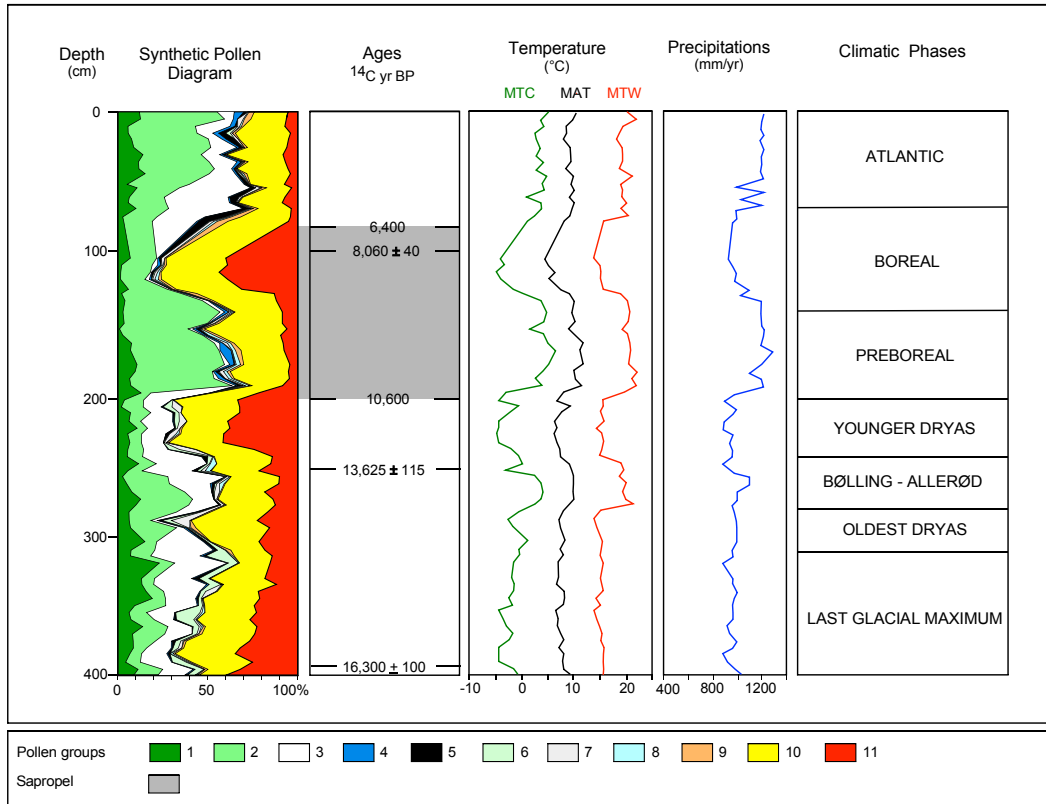 Depth
(cm)
Synthetic Pollen
Diagram
Ages
14C yr BP
Temperature
(°C)
MTC MAT MTW
Precipitations
(mm/yr)
Climatic Phases
0
100
200
300
400
0 50 100%
6,400
8,060 ± 40
10,600
13,625 ± 115
16,300 ± 100
-10 0 10 20
400 800 1200
ATLANTIC
BOREAL
PREBOREAL
YOUNGER DRYAS
BØLLING - ALLERØD
OLDEST DRYAS
LAST GLACIAL MAXIMUM
Pollen groups 1 2 3 4 5 6 7 8 9 10 11
Sapropel